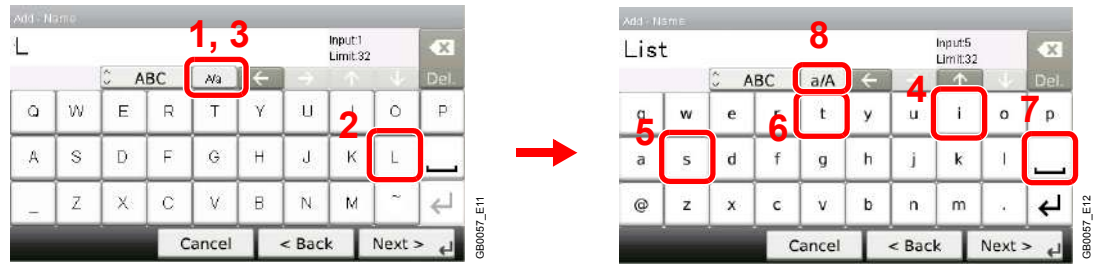 Add - Name
L
1, 3
Input:1
Limit:32
ABC
A/a
Del.
Q W E R T Y U I O P
2
A S D F G H J K L
_ Z X C V B N M ~
Cancel
< Back
Next >
GB0057_E11
Add - Name
List
8
Input:5
Limit:32
ABC
a/A
Del.
4
q w e r t y u i o p
5
6
7
a s d f g h j k l
@ z x c v b n m .
Cancel
< Back
Next >
GB0057_E12